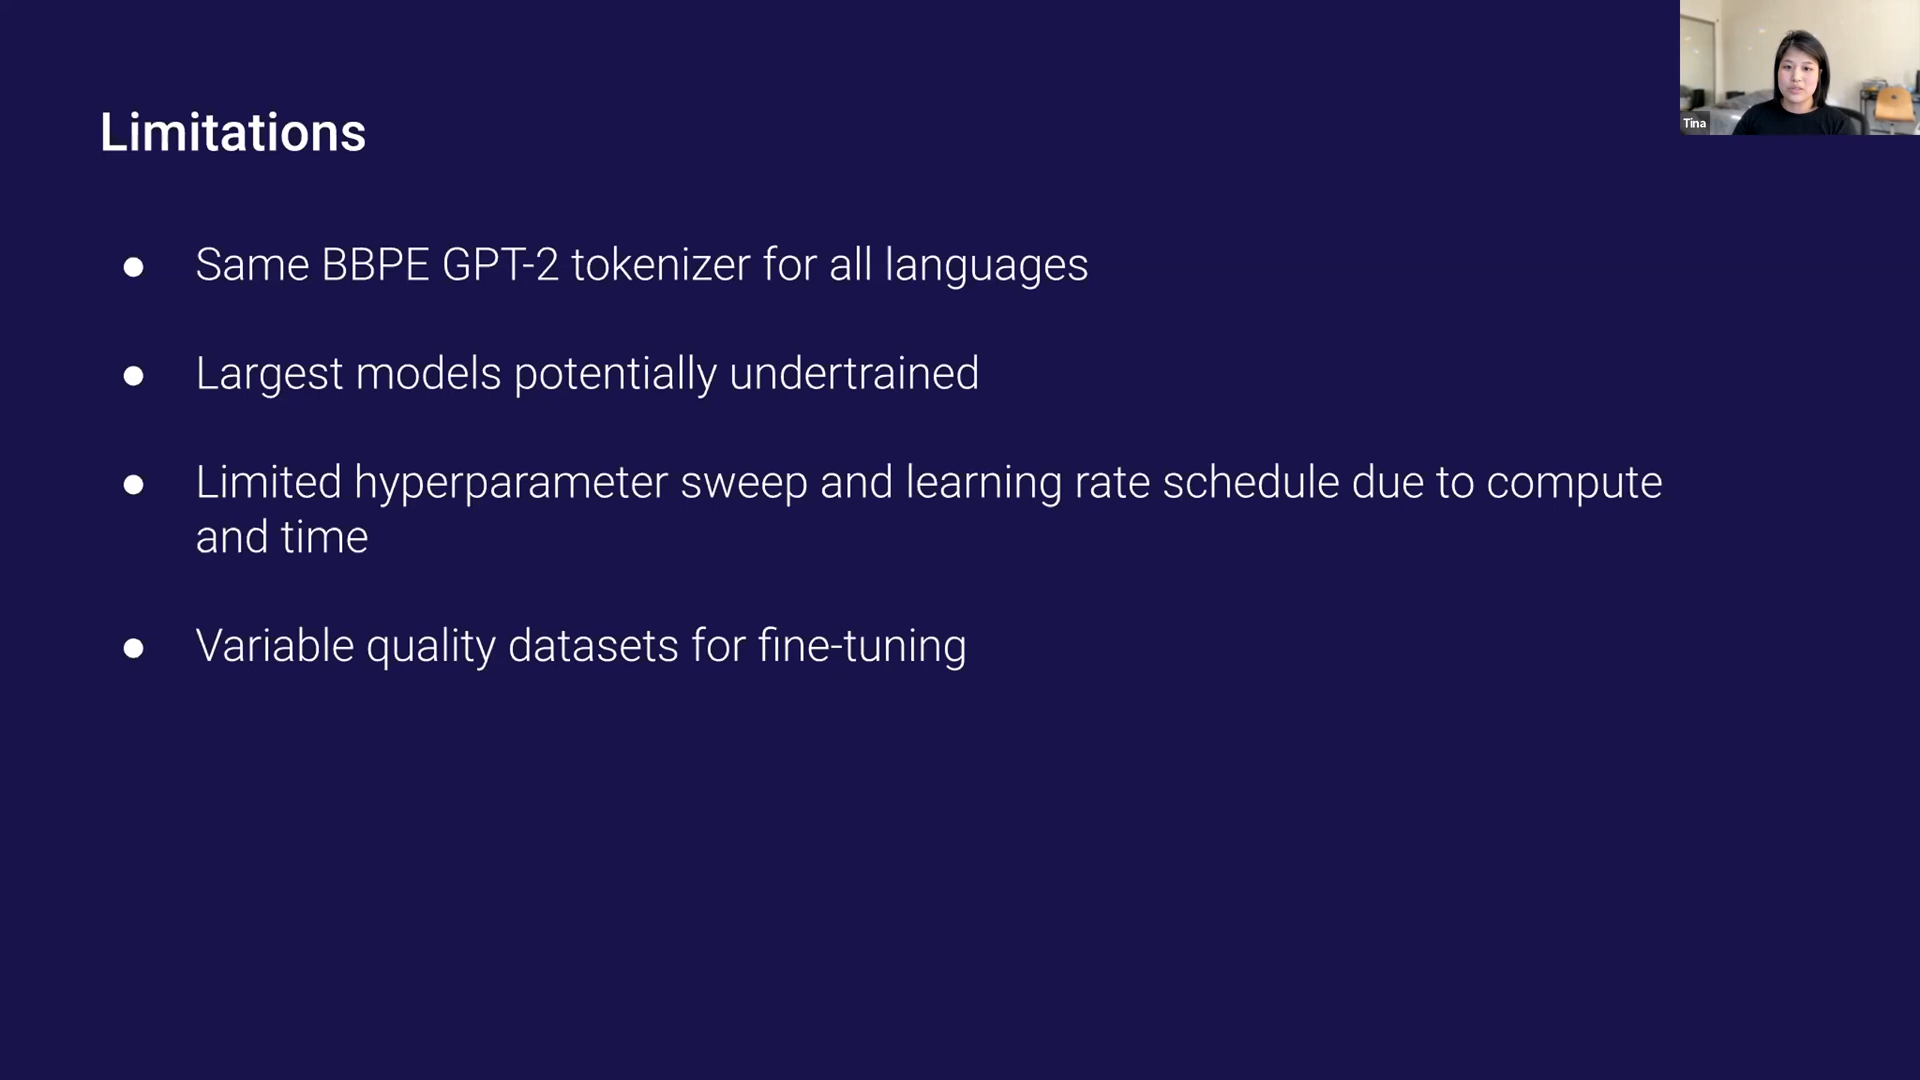 Limitations
Tina
● Same BBPE GPT-2 tokenizer for all languages
● Largest models potentially undertrained
● Limited hyperparameter sweep and learning rate schedule due to compute
and time
● Variable quality datasets for fine-tuning